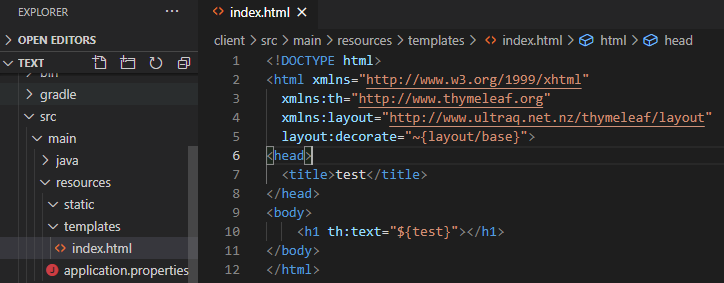 EXPLORER
OPEN EDITORS
TEXT
gradle
src
main
java
resources
static
templates
index.html
application.properties
index.html
client > src > main > resources > templates > index.html > html > head
1 <!DOCTYPE html>
2 <html xmlns="http://www.w3.org/1999/xhtml"
3 xmlns:th="http://www.thymeleaf.org"
4 xmlns:layout="http://www.ultraq.net.nz/thymeleaf/layout"
5 layout:decorate="~{layout/base}">
6 <head>
7 <title>test</title>
8 </head>
9 <body>
10 <h1 th:text="${test}"></h1>
11 </body>
12 </html>